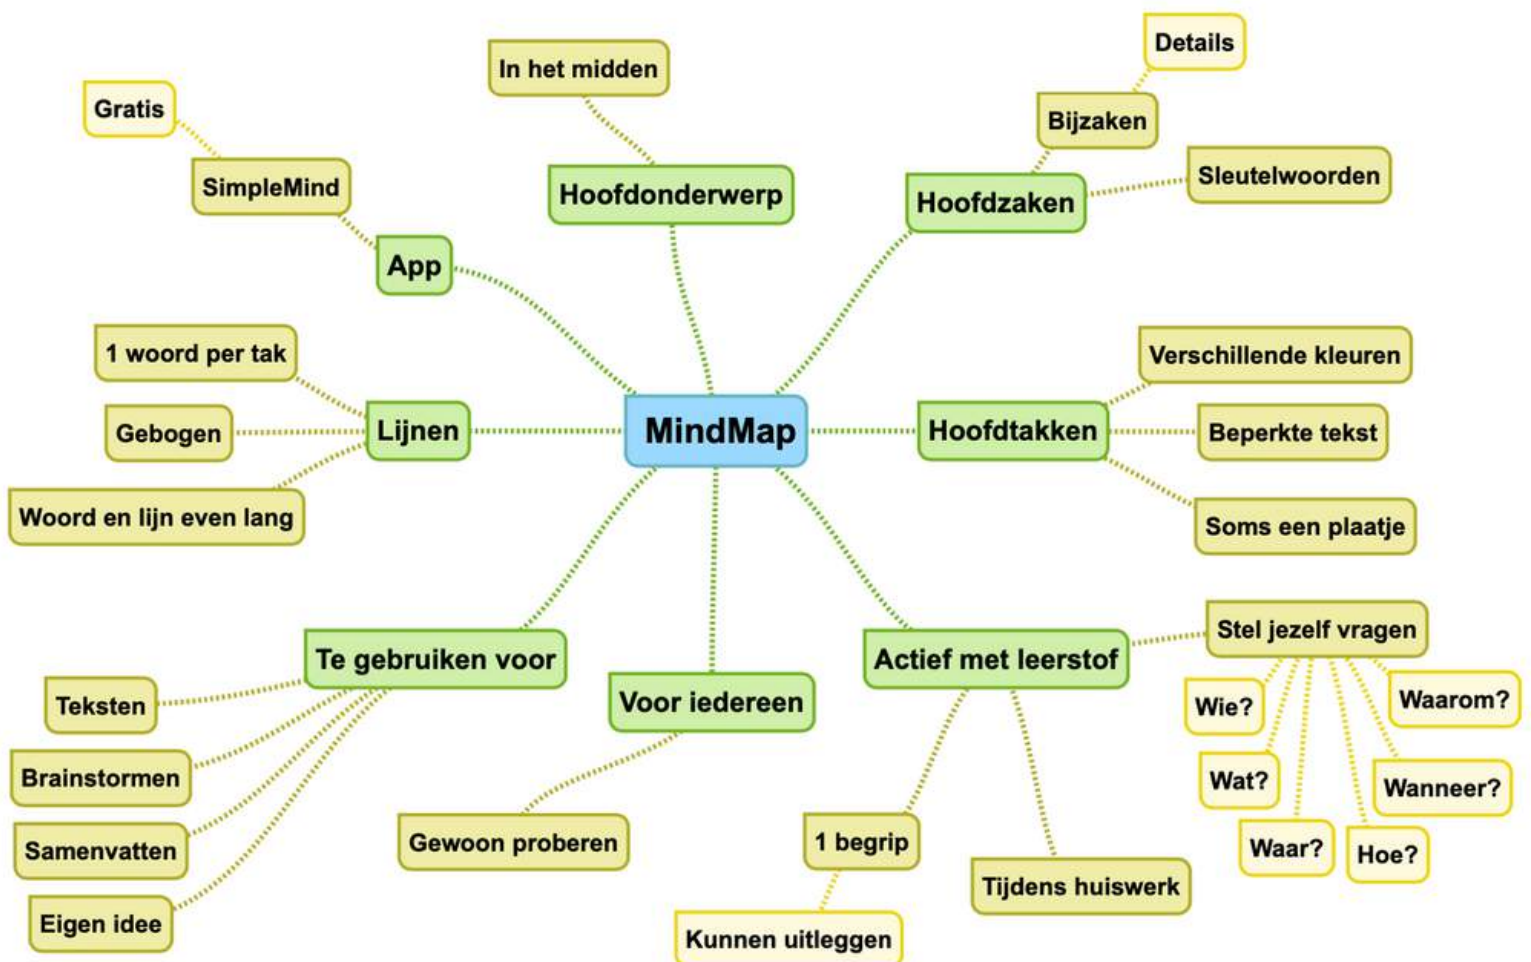 MindMap
Hoofdonderwerp
In het midden
Hoofdzaken
Bijzaken
Details
Sleutelwoorden
Hoofdtakken
Verschillende kleuren
Beperkte tekst
Soms een plaatje
Actief met leerstof
Stel jezelf vragen
Wie?
Wat?
Waar?
Hoe?
Wanneer?
Waarom?
Tijdens huiswerk
1 begrip
Kunnen uitleggen
Voor iedereen
Gewoon proberen
Te gebruiken voor
Teksten
Brainstormen
Samenvatten
Eigen idee
Lijnen
1 woord per tak
Gebogen
Woord en lijn even lang
App
SimpleMind
Gratis